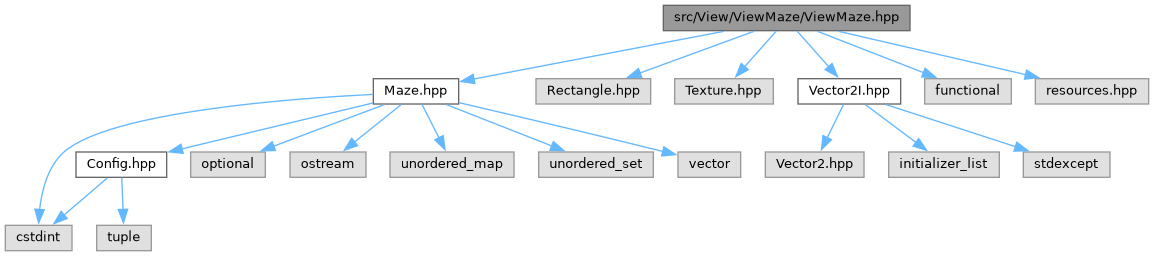 src/View/ViewMaze/ViewMaze.hpp
Maze.hpp
Rectangle.hpp
Texture.hpp
Vector2I.hpp
functional
resources.hpp
Config.hpp
optional
ostream
unordered_map
unordered_set
vector
Vector2.hpp
initializer_list
stdexcept
cstdint
tuple